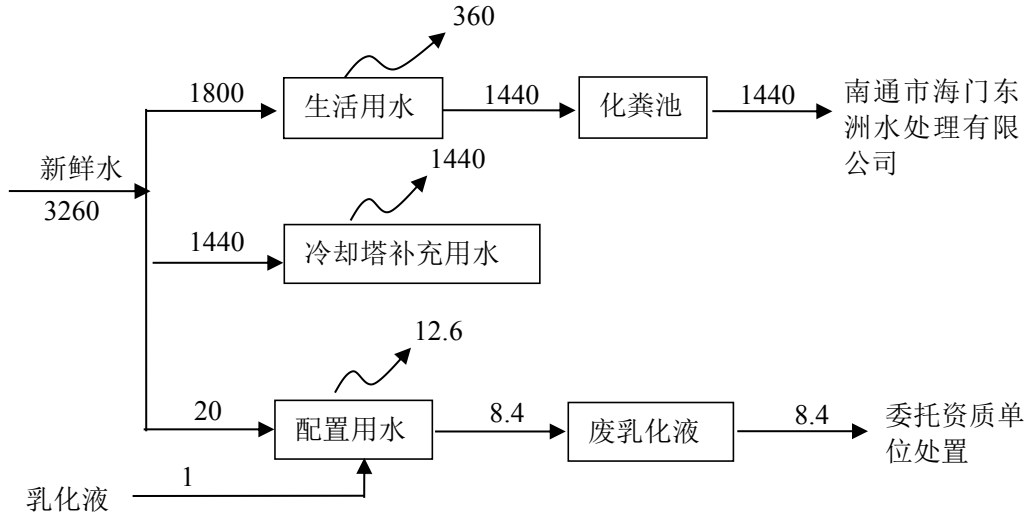 360
1800
生活用水
1440
化粪池
1440
南通市海门东
洲水处理有限
公司
新鲜水
3260
1440
1440
冷却塔补充用水
12.6
20
配置用水
8.4
废乳化液
8.4
委托资质单
位处置
乳化液
1